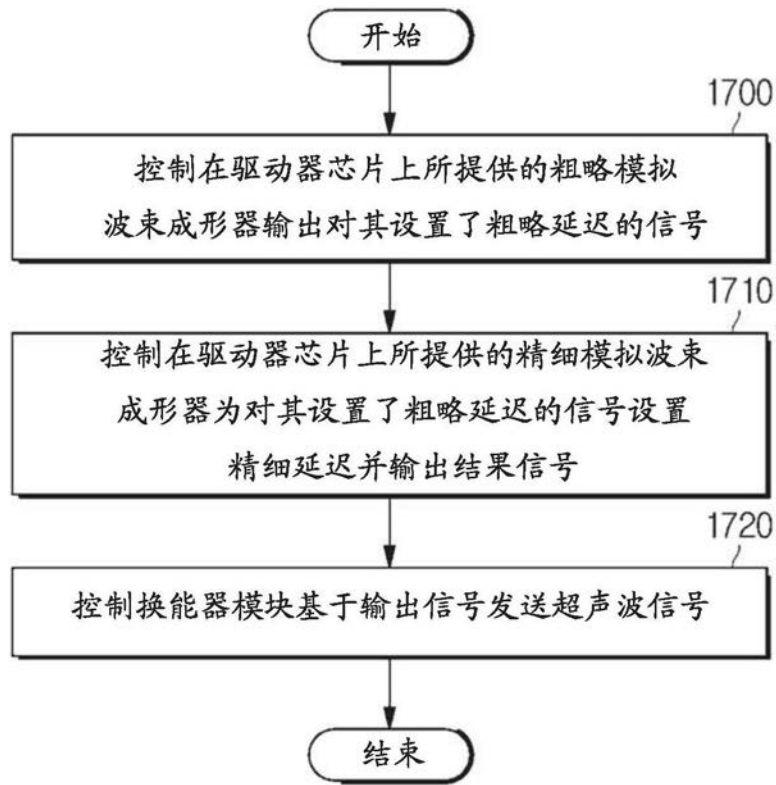 开始
1700
控制在驱动器芯片上所提供的粗略模拟
波束成形器输出对其设置了粗略延迟的信号
1710
控制在驱动器芯片上所提供的精细模拟波束
成形器为对其设置了粗略延迟的信号设置
精细延迟并输出结果信号
1720
控制换能器模块基于输出信号发送超声波信号
结束